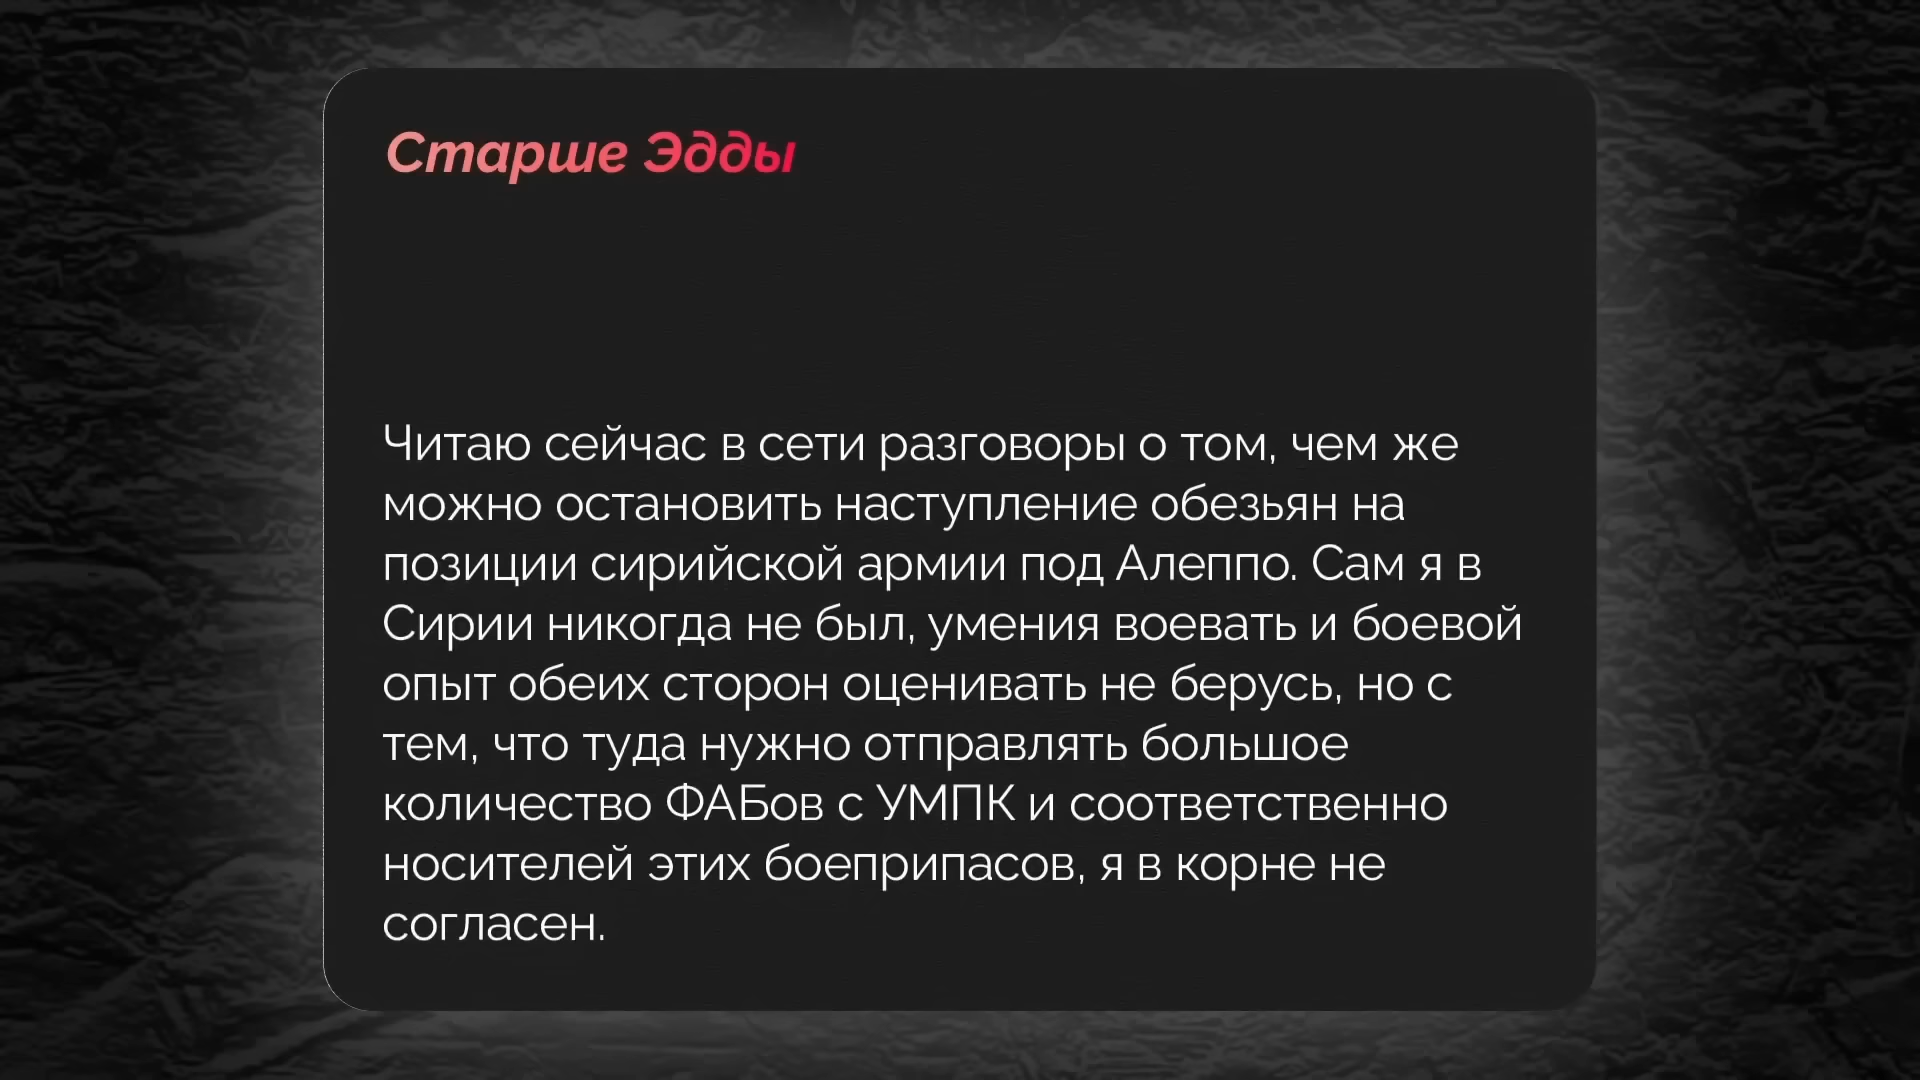 Старше Эдды
Читаю сейчас в сети разговоры о том, чем же
можно остановить наступление обезьян на
позиции сирийской армии под Алеппо. Сам я в
Сирии никогда не был, умения воевать и боевой
опыт обеих сторон оценивать не берусь, но с
тем, что туда нужно отправлять большое
количество ФАБов с УМПК и соответственно
носителей этих боеприпасов, я в корне не
согласен.